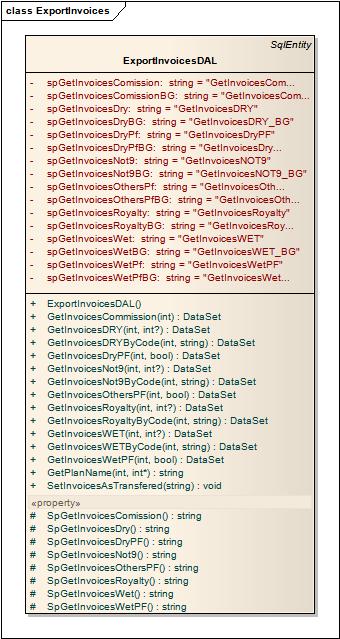 class ExportInvoices
SqlEntity
ExportInvoicesDAL
- spGetInvoicesComission: string = "GetInvoicesCom...
- spGetInvoicesComissionBG: string = "GetInvoicesCom...
- spGetInvoicesDry: string = "GetInvoicesDRY"
- spGetInvoicesDryBG: string = "GetInvoicesDRY_BG"
- spGetInvoicesDryPf: string = "GetInvoicesDryPF"
- spGetInvoicesDryPfBG: string = "GetInvoicesDry...
- spGetInvoicesNot9: string = "GetInvoicesNOT9"
- spGetInvoicesNot9BG: string = "GetInvoicesNOT9_BG"
- spGetInvoicesOthersPf: string = "GetInvoicesOth...
- spGetInvoicesOthersPfBG: string = "GetInvoicesOth...
- spGetInvoicesRoyalty: string = "GetInvoicesRoyalty"
- spGetInvoicesRoyaltyBG: string = "GetInvoicesRoy...
- spGetInvoicesWet: string = "GetInvoicesWET"
- spGetInvoicesWetBG: string = "GetInvoicesWET_BG"
- spGetInvoicesWetPf: string = "GetInvoicesWetPF"
- spGetInvoicesWetPfBG: string = "GetInvoicesWet...
+ ExportInvoicesDAL()
+ GetInvoicesCommission(int) : DataSet
+ GetInvoicesDRY(int, int?) : DataSet
+ GetInvoicesDRYByCode(int, string) : DataSet
+ GetInvoicesDryPF(int, bool) : DataSet
+ GetInvoicesNot9(int, int?) : DataSet
+ GetInvoicesNot9ByCode(int, string) : DataSet
+ GetInvoicesOthersPF(int, bool) : DataSet
+ GetInvoicesRoyalty(int, int?) : DataSet
+ GetInvoicesRoyaltyByCode(int, string) : DataSet
+ GetInvoicesWET(int, int?) : DataSet
+ GetInvoicesWETByCode(int, string) : DataSet
+ GetInvoicesWetPF(int, bool) : DataSet
+ GetPlanName(int, int*) : string
+ SetInvoicesAsTransfered(string) : void
«property»
# SpGetInvoicesComission() : string
# SpGetInvoicesDry() : string
# SpGetInvoicesDryPF() : string
# SpGetInvoicesNot9() : string
# SpGetInvoicesOthersPF() : string
# SpGetInvoicesRoyalty() : string
# SpGetInvoicesWet() : string
# SpGetInvoicesWetPF() : string